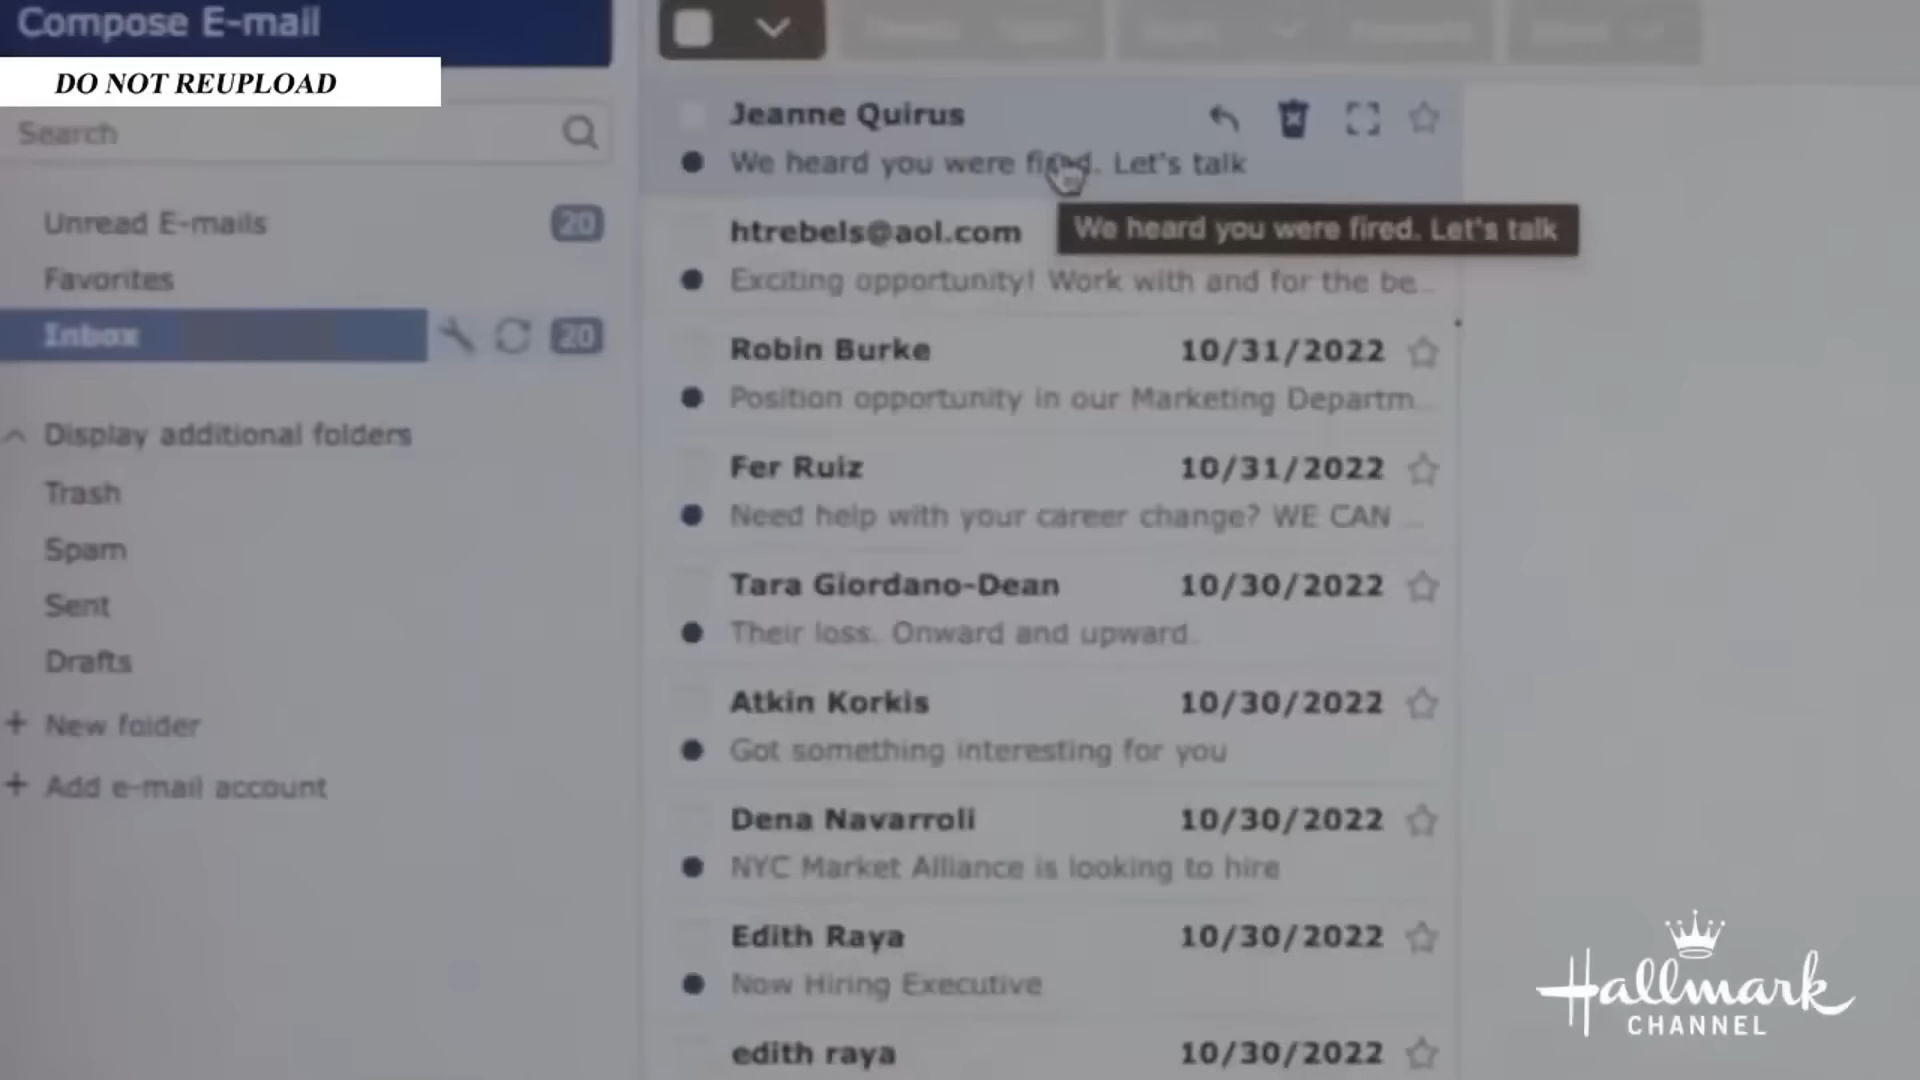 Compose E-mail
DO NOT REUPLOAD
Search
Unread E-mails 20
Favorites
Inbox 20
Display additional folders
Trash
Spam
Sent
Drafts
+ New folder
+ Add e-mail account
Jeanne Quirus
We heard you were fired. Let's talk
We heard you were fired. Let's talk
htrebels@aol.com
Exciting opportunity! Work with and for the be...
Robin Burke 10/31/2022
Position opportunity in our Marketing Departm...
Fer Ruiz 10/31/2022
Need help with your career change? WE CAN ...
Tara Giordano-Dean 10/30/2022
Their loss. Onward and upward.
Atkin Korkis 10/30/2022
Got something interesting for you
Dena Navarroli 10/30/2022
NYC Market Alliance is looking to hire
Edith Raya 10/30/2022
Now Hiring Executive
edith raya 10/30/2022
Hallmark
CHANNEL